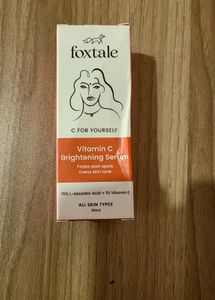 foxtale
C FOR YOURSELF
Vitamin C
Brightening Serum
Fades dark spots
Evens skin tone
15% L-Ascorbic Acid + 1% Vitamin E
ALL SKIN TYPES
30ml